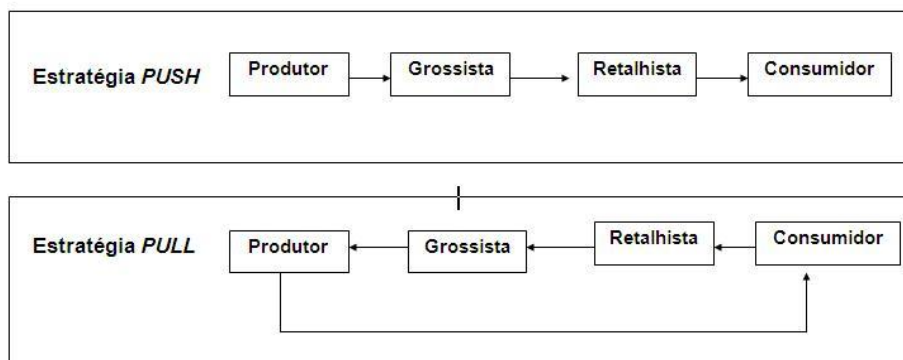 Estratégia PUSH
Produtor
Grossista
Retalhista
Consumidor
Estratégia PULL
Produtor
Grossista
Retalhista
Consumidor